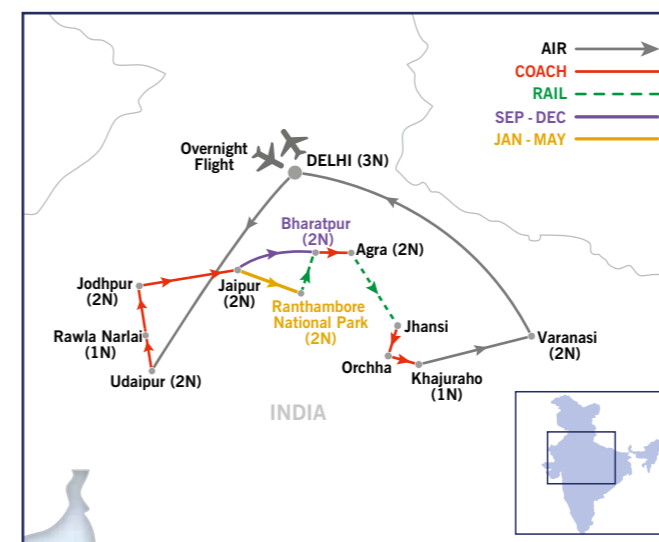 AIR
COACH
RAIL
SEP - DEC
JAN - MAY
Overnight
Flight
DELHI (3N)
Bharatpur
(2N)
Agra (2N)
Jodhpur
(2N)
Jaipur
(2N)
Ranthambore
National Park
(2N)
Rawla Narlai
(1N)
Jhansi
Varanasi
(2N)
Orchha
Khajuraho
(1N)
Udaipur (2N)
INDIA